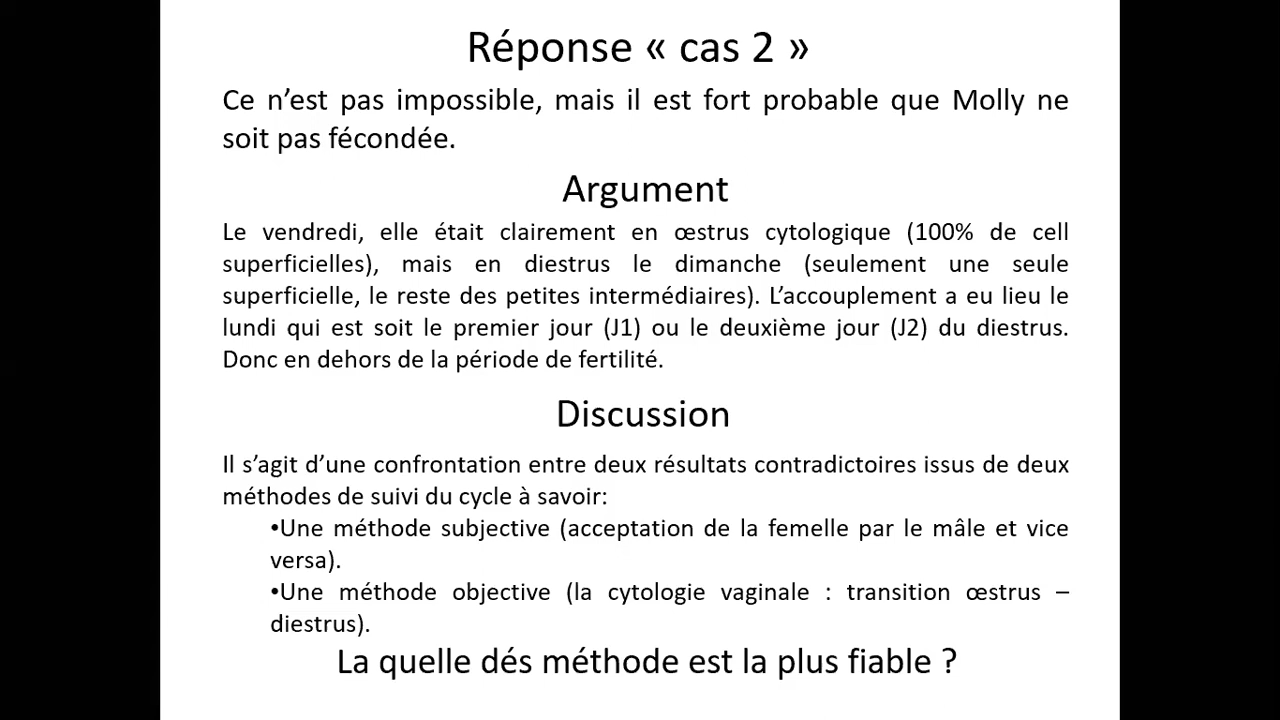 Réponse « cas 2 »
Ce n’est pas impossible, mais il est fort probable que Molly ne
soit pas fécondée.
Argument
Le vendredi, elle était clairement en œstrus cytologique (100% de cell
superficielles), mais en diestrus le dimanche (seulement une seule
superficielle, le reste des petites intermédiaires). L’accouplement a eu lieu le
lundi qui est soit le premier jour (J1) ou le deuxième jour (J2) du diestrus.
Donc en dehors de la période de fertilité.
Discussion
Il s’agit d’une confrontation entre deux résultats contradictoires issus de deux
méthodes de suivi du cycle à savoir:
•Une méthode subjective (acceptation de la femelle par le mâle et vice
versa).
•Une méthode objective (la cytologie vaginale : transition œstrus –
diestrus).
La quelle dés méthode est la plus fiable ?